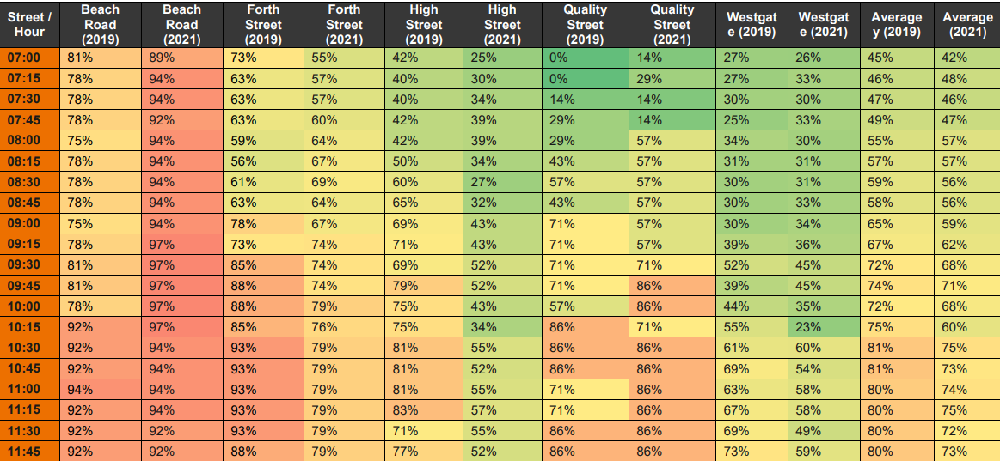 Street / Hour | Beach Road (2019) | Beach Road (2021) | Forth Street (2019) | Forth Street (2021) | High Street (2019) | High Street (2021) | Quality Street (2019) | Quality Street (2021) | Westgat e (2019) | Westgat e (2021) | Average y (2019) | Average (2021)
07:00 | 81% | 89% | 73% | 55% | 42% | 25% | 0% | 14% | 27% | 26% | 45% | 42%
07:15 | 78% | 94% | 63% | 57% | 40% | 30% | 0% | 29% | 27% | 33% | 46% | 48%
07:30 | 78% | 94% | 63% | 57% | 40% | 34% | 14% | 14% | 30% | 30% | 47% | 46%
07:45 | 78% | 92% | 63% | 60% | 42% | 39% | 29% | 14% | 25% | 33% | 49% | 47%
08:00 | 75% | 94% | 59% | 64% | 42% | 39% | 29% | 57% | 34% | 30% | 55% | 57%
08:15 | 78% | 94% | 56% | 67% | 50% | 34% | 43% | 57% | 31% | 31% | 57% | 57%
08:30 | 78% | 94% | 61% | 69% | 60% | 27% | 57% | 57% | 30% | 31% | 59% | 56%
08:45 | 78% | 94% | 63% | 64% | 65% | 32% | 43% | 57% | 30% | 33% | 58% | 56%
09:00 | 75% | 94% | 78% | 67% | 69% | 43% | 71% | 57% | 30% | 34% | 65% | 59%
09:15 | 78% | 97% | 73% | 74% | 71% | 43% | 71% | 57% | 39% | 36% | 67% | 62%
09:30 | 81% | 97% | 85% | 74% | 69% | 52% | 71% | 71% | 52% | 45% | 72% | 68%
09:45 | 81% | 97% | 88% | 74% | 79% | 52% | 71% | 86% | 39% | 45% | 74% | 71%
10:00 | 78% | 97% | 88% | 79% | 75% | 43% | 57% | 86% | 44% | 35% | 72% | 68%
10:15 | 92% | 97% | 85% | 76% | 75% | 34% | 86% | 71% | 55% | 23% | 75% | 60%
10:30 | 92% | 94% | 93% | 79% | 81% | 55% | 86% | 86% | 61% | 60% | 81% | 75%
10:45 | 92% | 94% | 93% | 79% | 81% | 52% | 86% | 86% | 69% | 54% | 81% | 73%
11:00 | 94% | 94% | 93% | 79% | 81% | 55% | 71% | 86% | 63% | 58% | 80% | 74%
11:15 | 92% | 94% | 93% | 79% | 83% | 57% | 71% | 86% | 67% | 58% | 80% | 75%
11:30 | 92% | 92% | 93% | 79% | 71% | 55% | 86% | 86% | 69% | 49% | 80% | 72%
11:45 | 92% | 92% | 88% | 79% | 77% | 52% | 86% | 86% | 73% | 59% | 80% | 73%